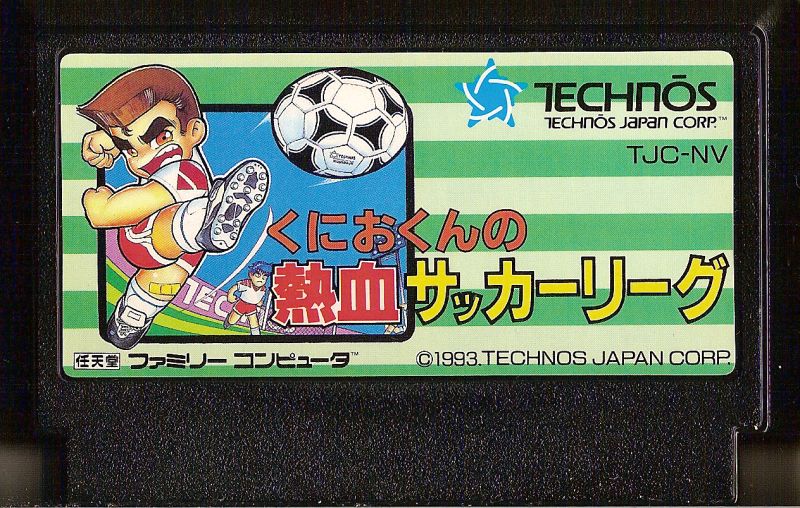 TECHNŌS
TECHNŌS JAPAN CORP.™
TJC-NV
くにおくんの
熱血サッカーリーグ
TEC
任天堂 ファミリー コンピュータ™
©1993.TECHNOS JAPAN CORP.